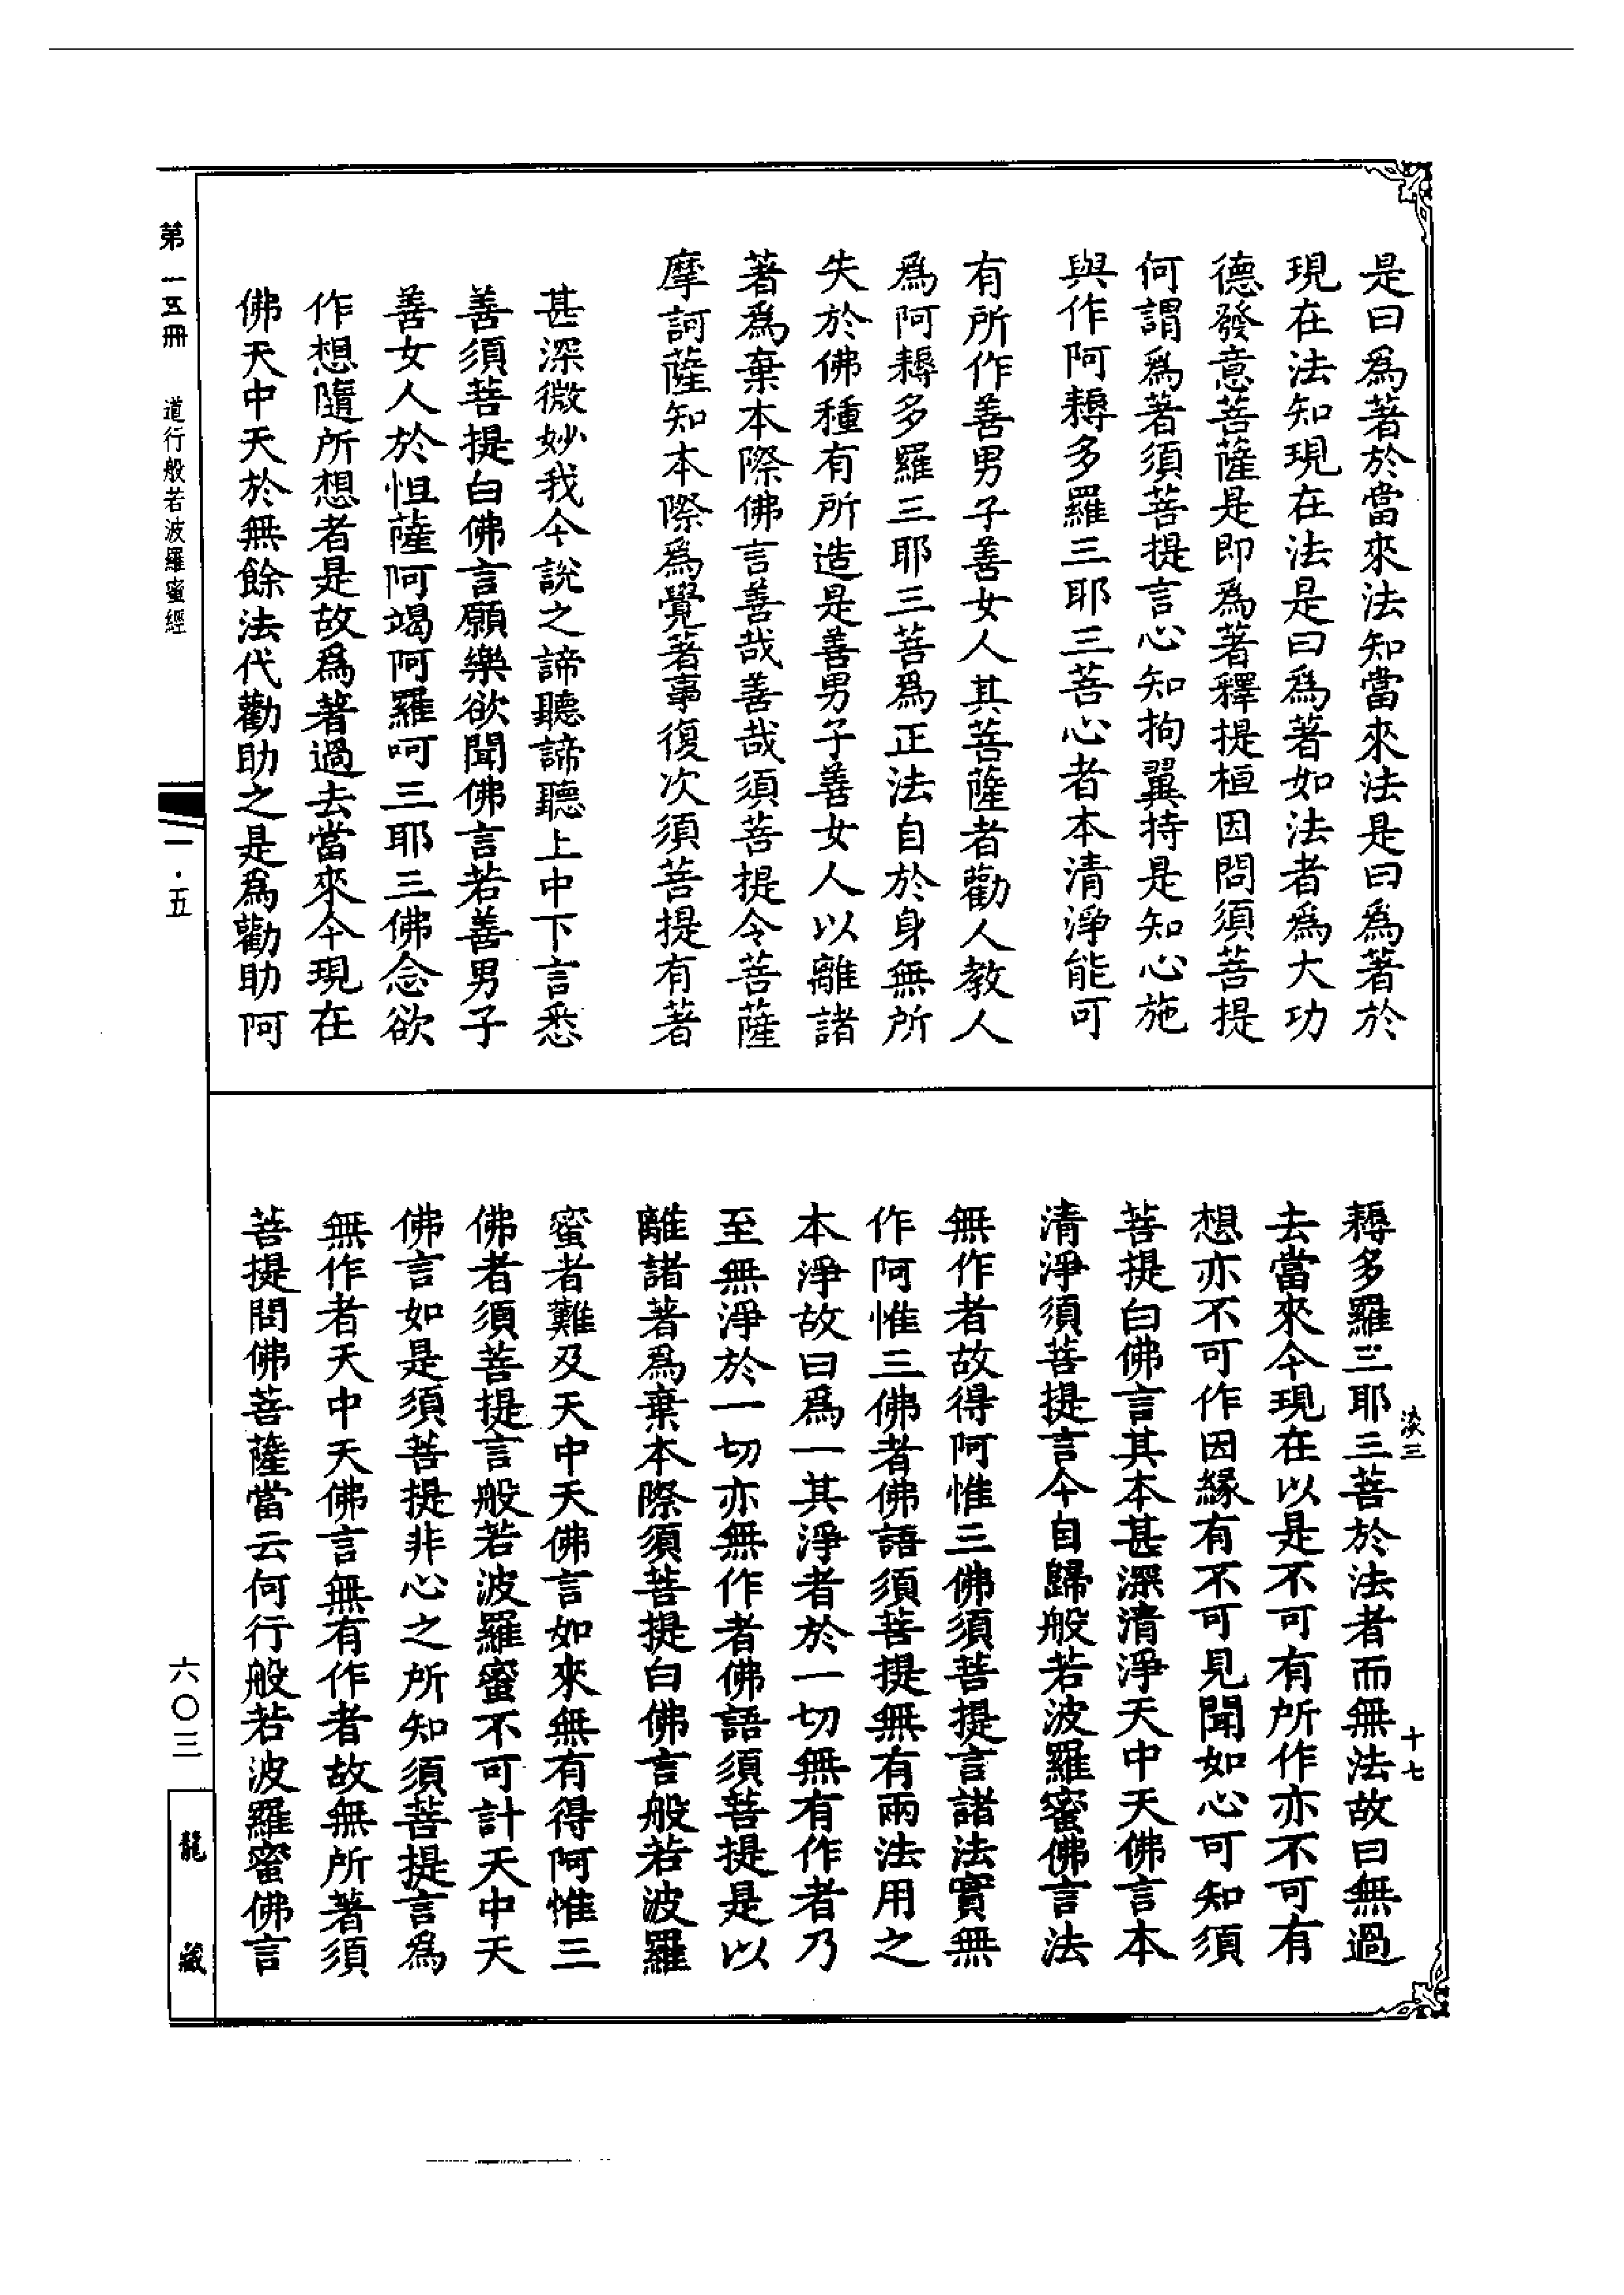 是曰爲著於當來法知當來法是曰爲著於
現在法知現在法是曰爲著如法者爲大功
德發意菩薩是即爲著釋提桓因問須菩提
何謂爲著須菩提言心知拘翼持是知心施
與作阿耨多羅三耶三菩心者本清淨能可
有所作善男子善女人其菩薩者勸人教人
爲阿耨多羅三耶三菩爲正法自於身無所
失於佛種有所造是善男子善女人以離諸
著爲棄本際佛言善哉善哉須菩提令菩薩
摩訶薩知本際爲覺著事復次須菩提有著
甚深微妙我今說之諦聽諦聽上中下言悉
善須菩提白佛言願樂欲聞佛言若善男子
善女人於怛薩阿竭阿羅呵三耶三佛念欲
作想隨所想者是故爲著過去當來今現在
佛天中天於無餘法代勸助之是爲勸助阿
耨多羅三耶三菩於法者而無法故曰無過
去當來今現在以是不可有所作亦不可有
想亦不可作因緣有不可見聞如心可知須
菩提白佛言其本甚深清淨天中天佛言本
清淨須菩提言今自歸般若波羅蜜佛言法
無作者故得阿惟三佛須菩提言諸法實無
作阿惟三佛者佛語須菩提無有兩法用之
本淨故曰爲一其淨者於一切無有作者乃
至無淨於一切亦無作者佛語須菩提是以
離諸著爲棄本際須菩提白佛言般若波羅
蜜者難及天中天佛言如來無有得阿惟三
佛者須菩提言般若波羅蜜不可計天中天
佛言如是須菩提非心之所知須菩提言爲
無作者天中天佛言無有作者故無所著須
菩提問佛菩薩當云何行般若波羅蜜佛言
淡三
十七
第一五冊
道行般若波羅蜜經
一·五
六〇三
龍藏